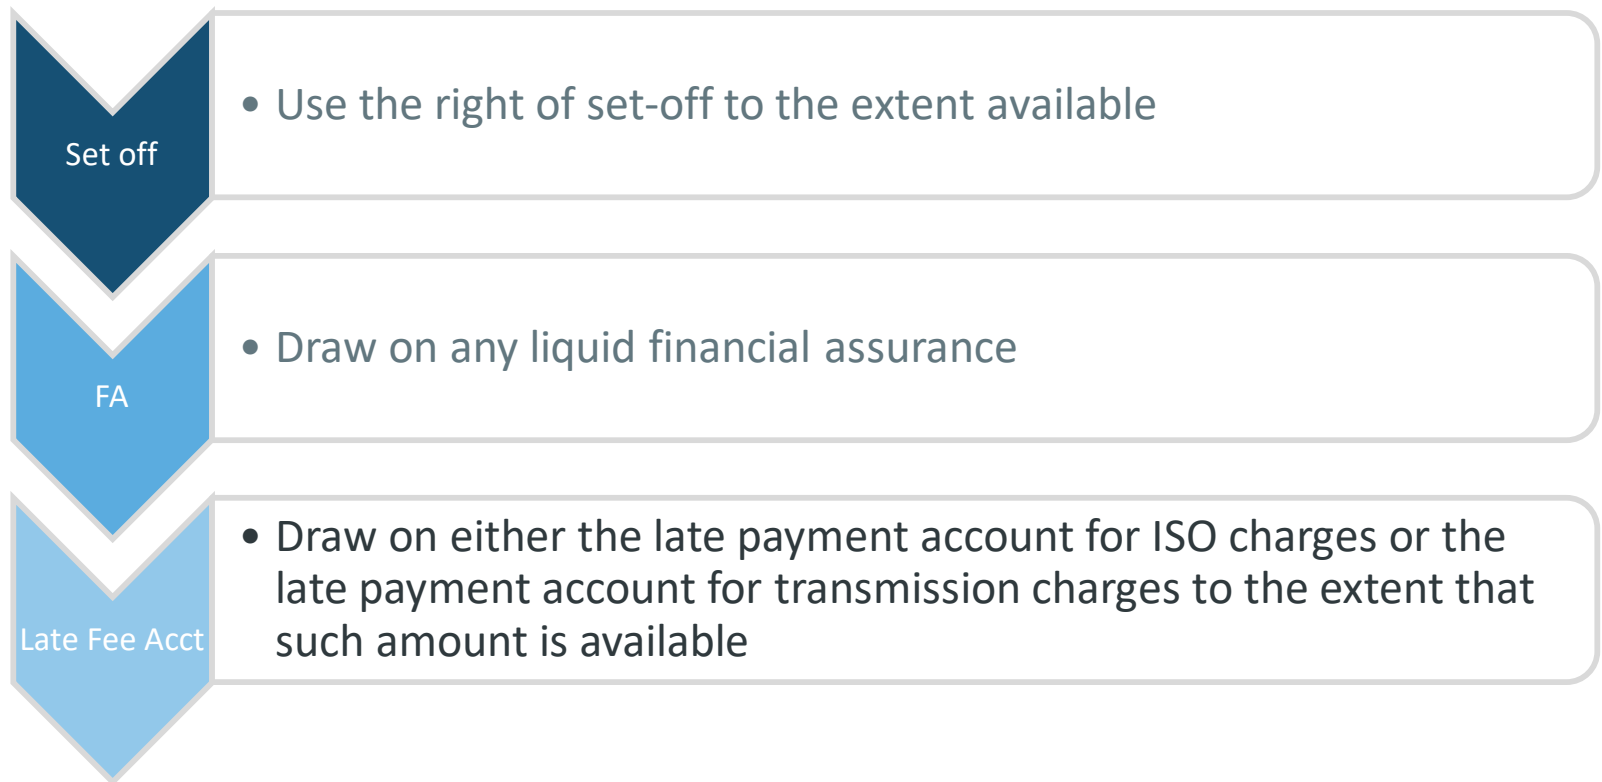 Set off
• Use the right of set-off to the extent available
FA
• Draw on any liquid financial assurance
Late Fee Acct
• Draw on either the late payment account for ISO charges or the
late payment account for transmission charges to the extent that
such amount is available